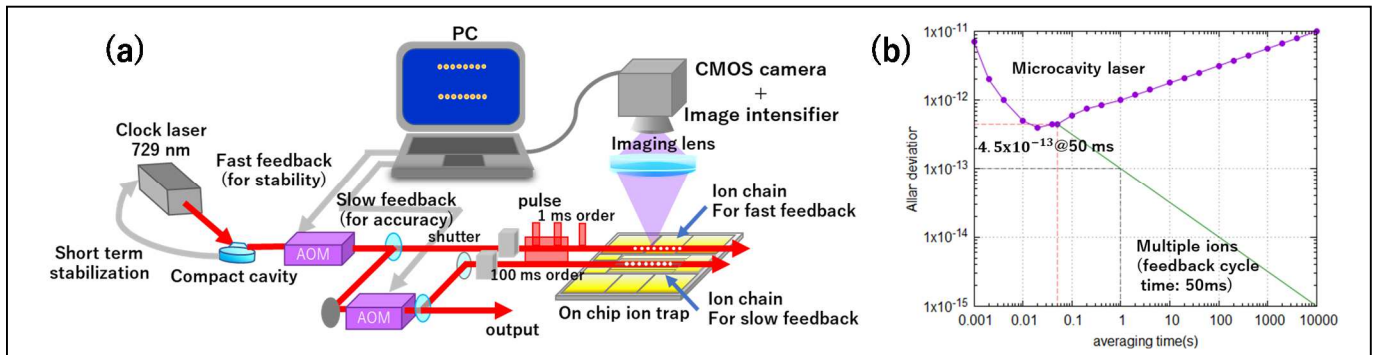 (a)
PC
CMOS camera
+
Image intensifier
Clock laser
729 nm
Fast feedback
(for stability)
Imaging lens
Slow feedback
(for accuracy)
pulse
1 ms order
Ion chain
For fast feedback
shutter
AOM
Short term
stabilization
Compact cavity
100 ms order
Ion chain
For slow feedback
AOM
output
On chip ion trap
(b)
1x10⁻¹¹
1x10⁻¹²
1x10⁻¹³
1x10⁻¹⁴
1x10⁻¹⁵
Allan deviation
Microcavity laser
4.5x10⁻¹³@50 ms
Multiple ions
(feedback cycle
time: 50ms)
0.001 0.01 0.1 1 10 100 1000 10000
averaging time(s)